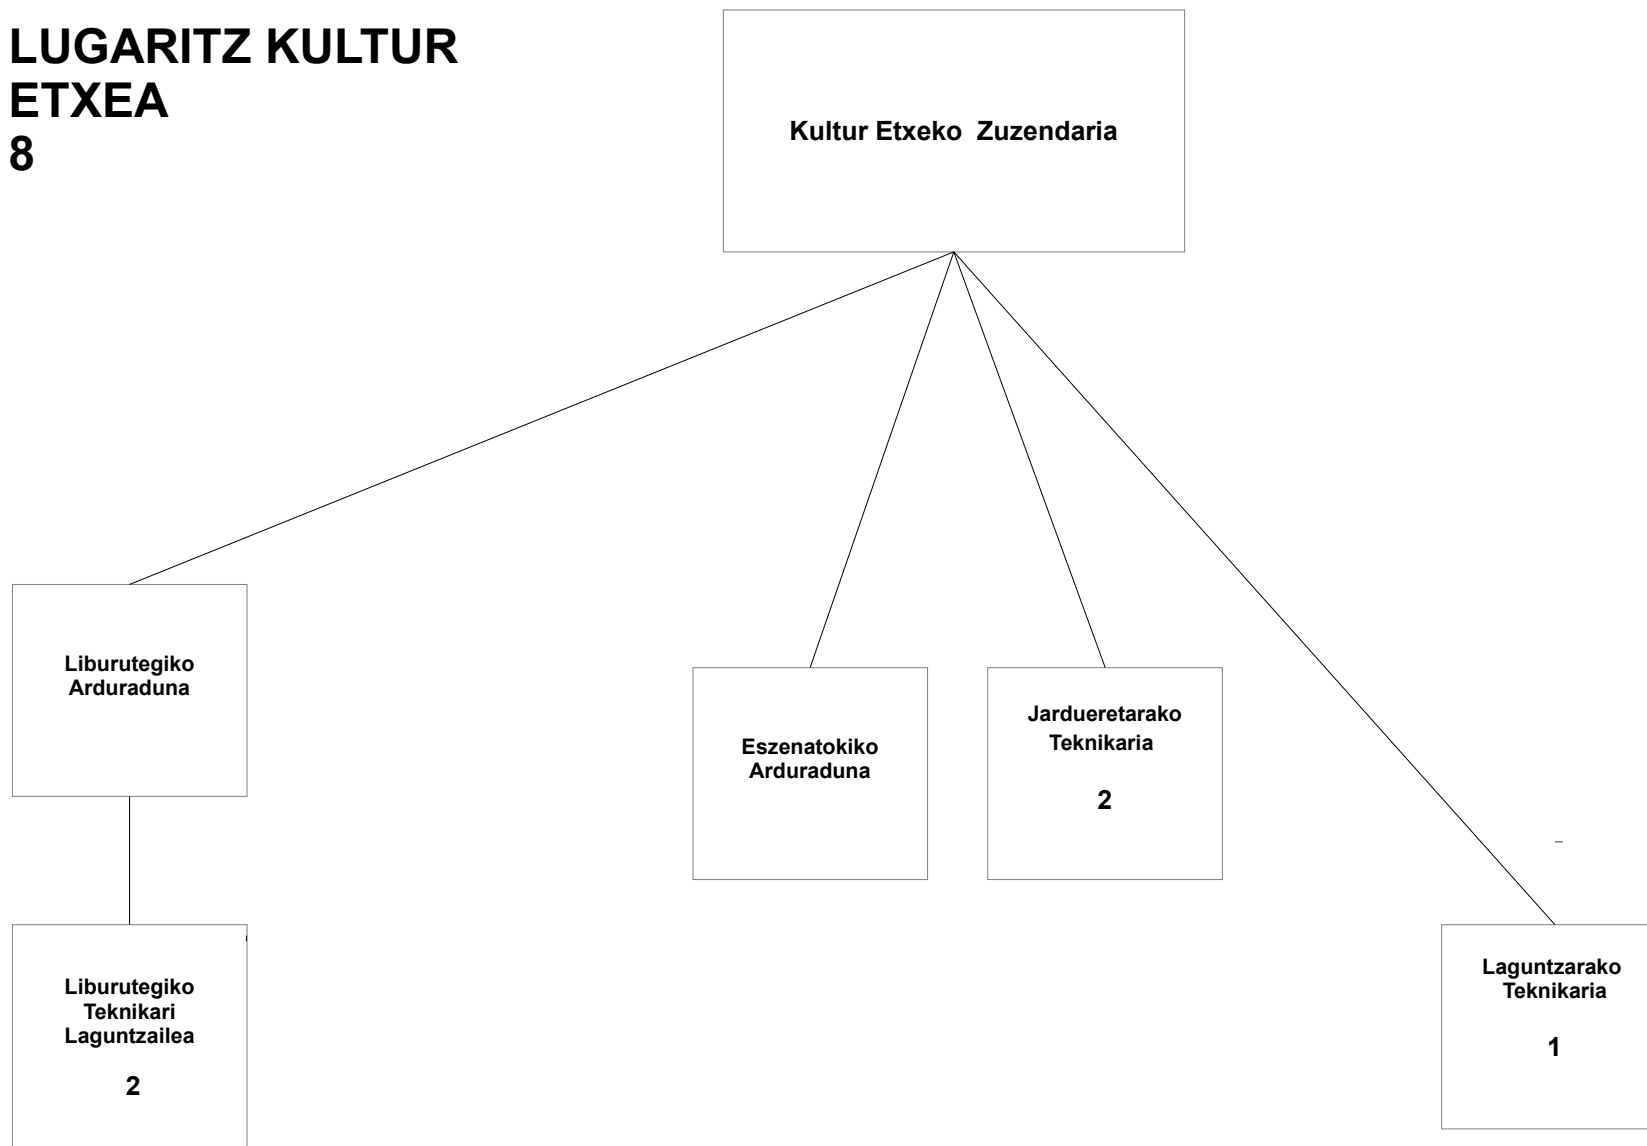 LUGARITZ KULTUR
ETXEA
8
Kultur Etxeko Zuzendaria
Liburutegiko
Arduraduna
Eszenatokiko
Arduraduna
Jardueretarako
Teknikaria
2
Liburutegiko
Teknikari
Laguntzailea
2
Laguntzarako
Teknikaria
1